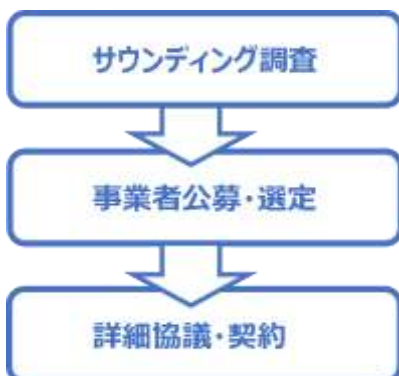 サウンディング調査
事業者公募・選定
詳細協議・契約